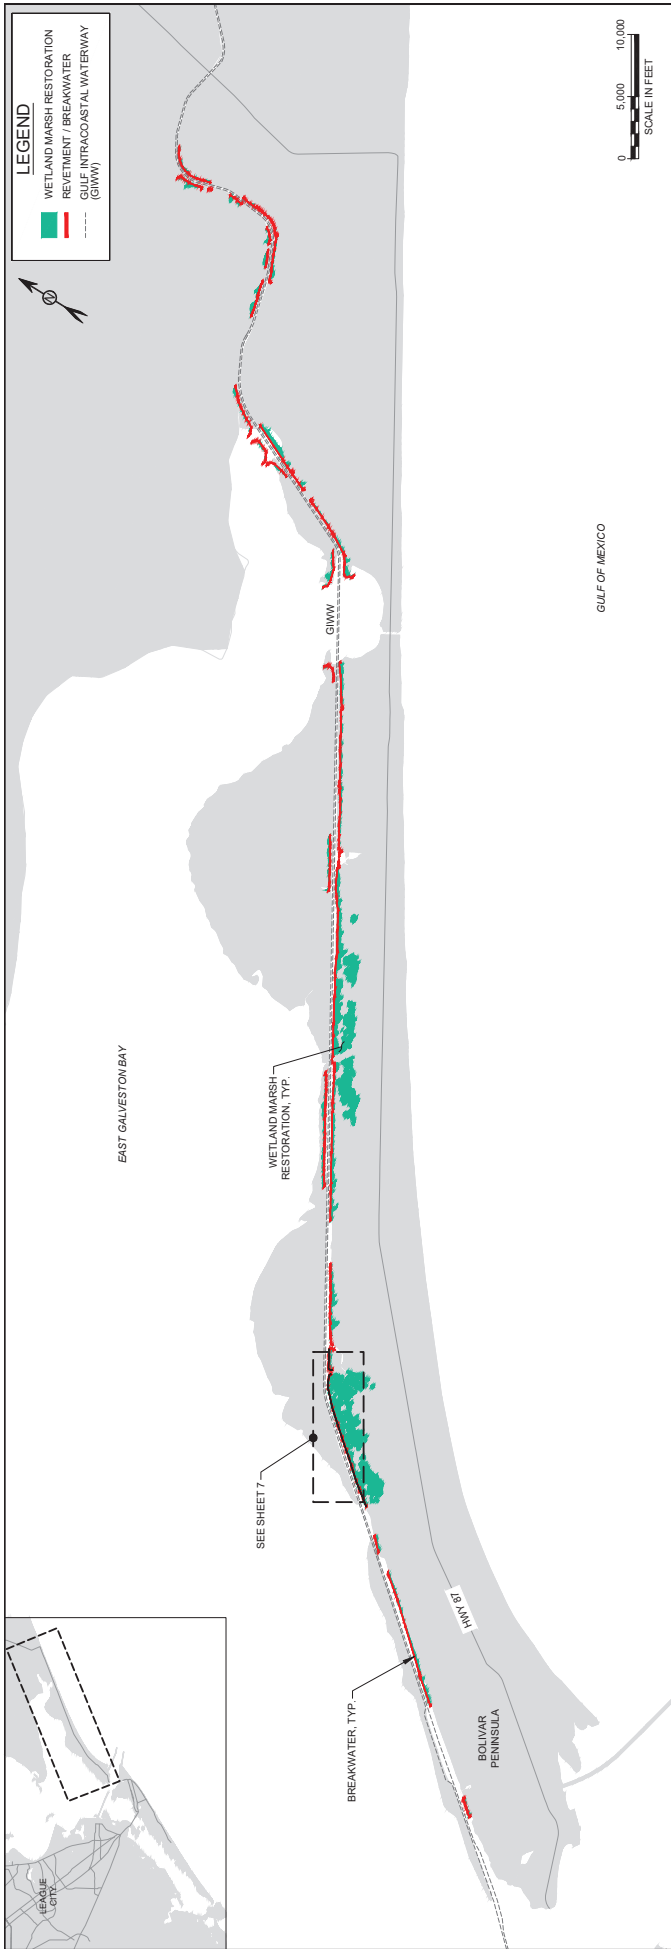 LEGEND
WETLAND MARSH RESTORATION
REVETMENT / BREAKWATER
GULF INTRACOASTAL WATERWAY
(GIWW)
N
0
5,000
10,000
SCALE IN FEET
GULF OF MEXICO
GIWW
EAST GALVESTON BAY
WETLAND MARSH
RESTORATION, TYP.
SEE SHEET 7
HWY 87
BREAKWATER, TYP.
BOLIVAR
PENINSULA
LEAGUE
CITY